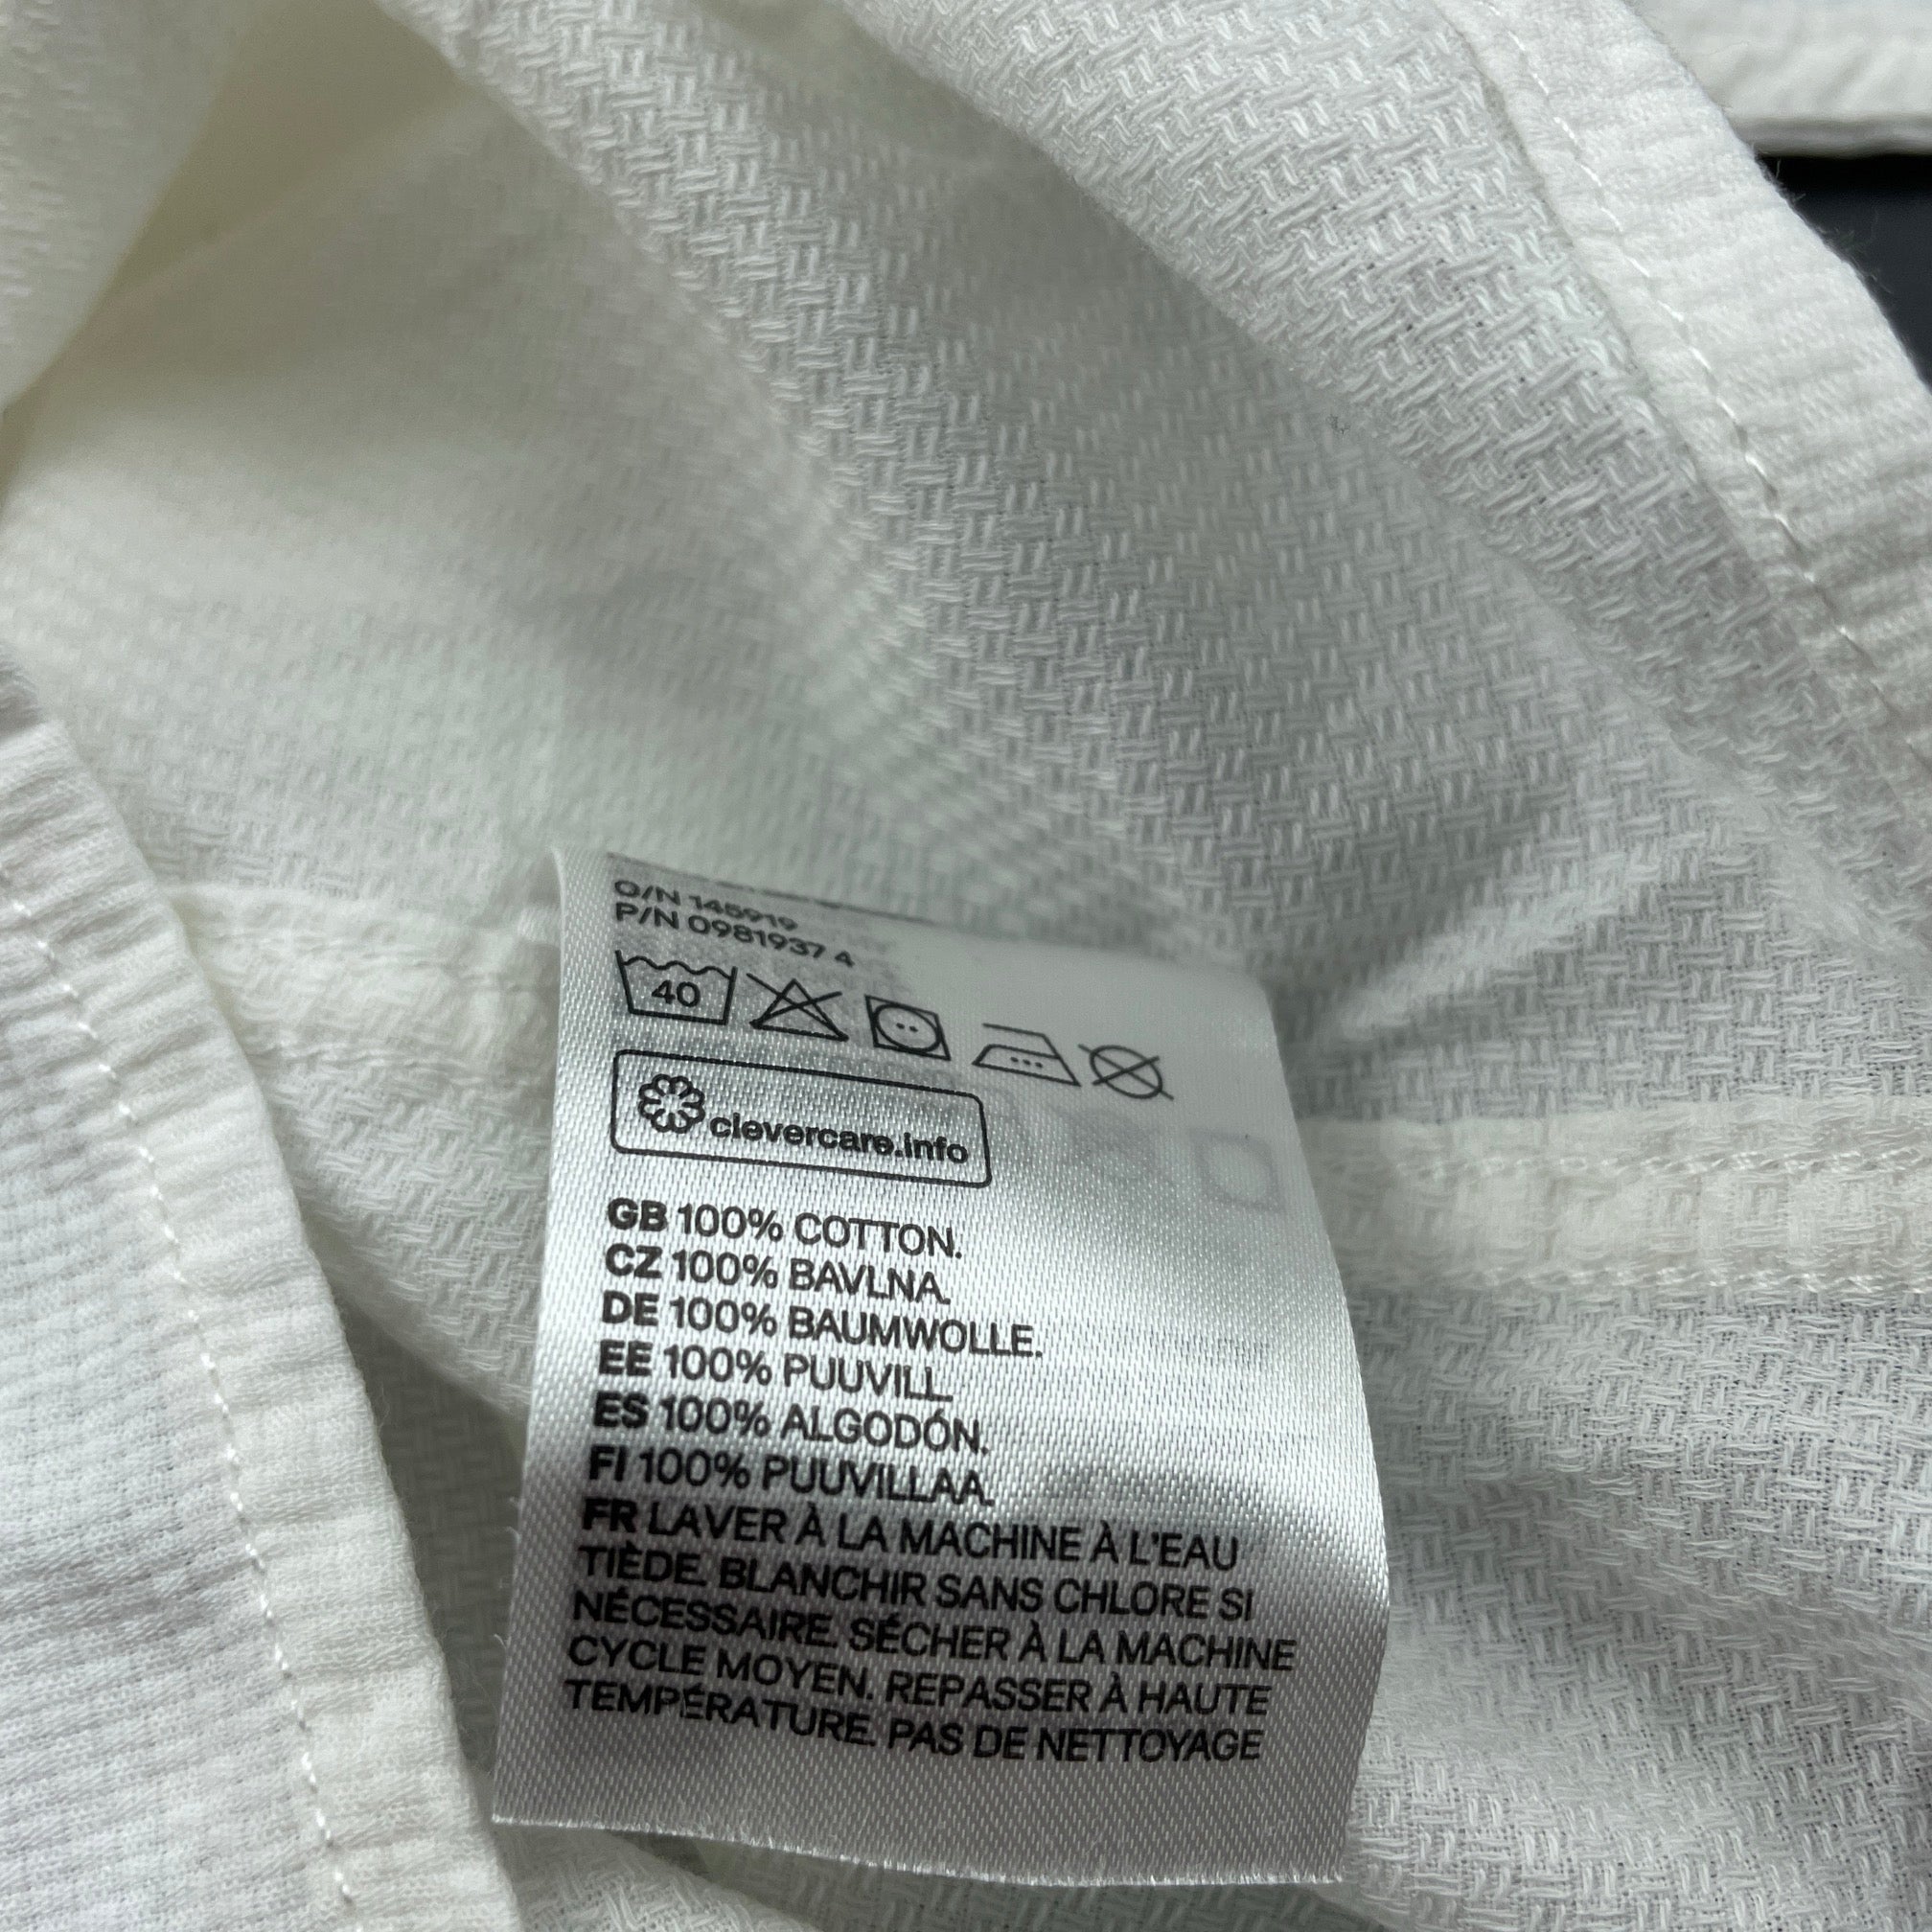 O/N 145919
P/N 0981937 4
40
clevercare.info
GB 100% COTTON.
CZ 100% BAVLNA.
DE 100% BAUMWOLLE.
EE 100% PUUVILL.
ES 100% ALGODÓN.
FI 100% PUUVILLAA.
FR LAVER À LA MACHINE À L'EAU
TIÈDE. BLANCHIR SANS CHLORE SI
NÉCESSAIRE. SÉCHER À LA MACHINE
CYCLE MOYEN. REPASSER À HAUTE
TEMPÉRATURE. PAS DE NETTOYAGE